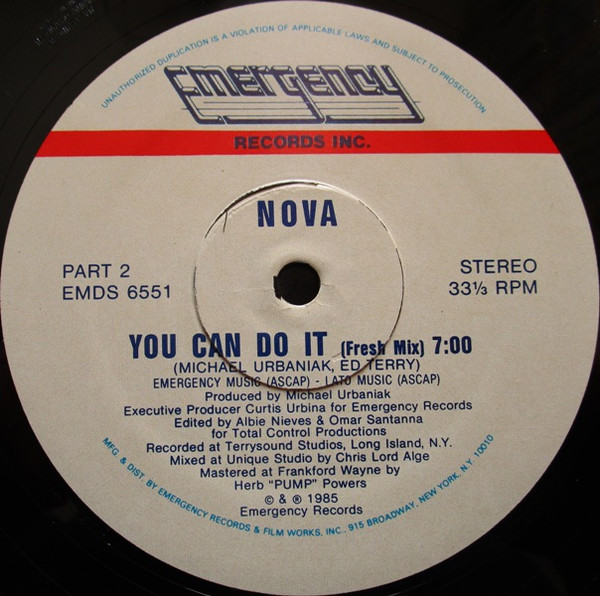 UNAUTHORIZED DUPLICATION IS A VIOLATION OF APPLICABLE LAWS AND SUBJECT TO PROSECUTION
Emergency
RECORDS INC.
NOVA
PART 2
EMDS 6551
STEREO
33⅓ RPM
YOU CAN DO IT (Fresh Mix) 7:00
(MICHAEL URBANIAK, ED TERRY)
EMERGENCY MUSIC (ASCAP) - LATO MUSIC (ASCAP)
Produced by Michael Urbaniak
Executive Producer Curtis Urbina for Emergency Records
Edited by Albie Nieves & Omar Santanna
for Total Control Productions
Recorded at Terrysound Studios, Long Island, N.Y.
Mixed at Unique Studio by Chris Lord Alge
Mastered at Frankford Wayne by
Herb "PUMP" Powers
© & ℗ 1985
Emergency Records
MFG. & DIST. BY EMERGENCY RECORDS & FILM WORKS, INC., 915 BROADWAY, NEW YORK, N.Y. 10010